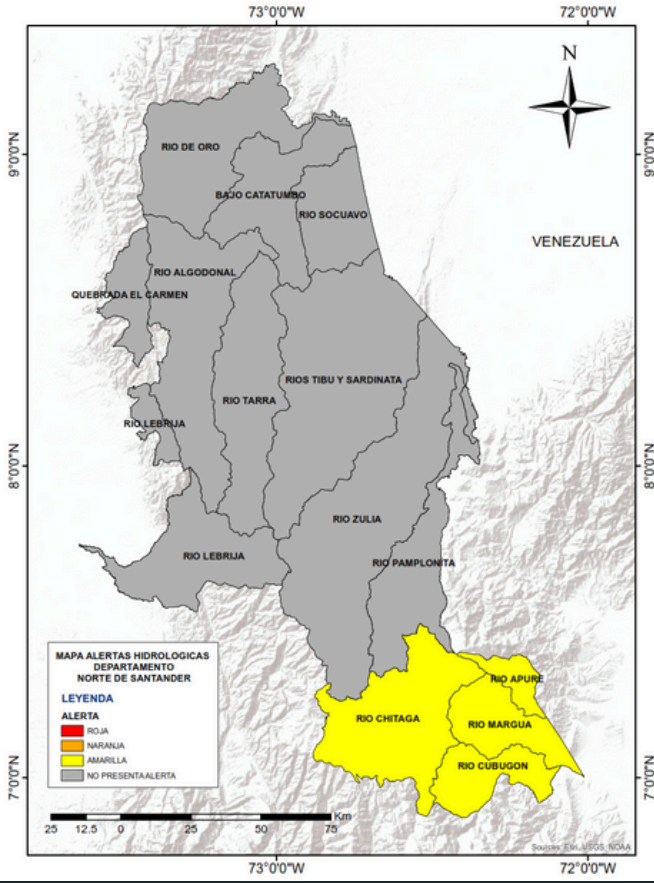 73°0'0"W
72°0'0"W
N
9°0'0"N
9°0'0"N
RIO DE ORO
BAJO CATATUMBO
RIO SOCUAVO
VENEZUELA
RIO ALGODONAL
QUEBRADA EL CARMEN
RIOS TIBU Y SARDINATA
RIO TARRA
RIO LEBRIJA
8°0'0"N
8°0'0"N
RIO ZULIA
RIO LEBRIJA
RIO PAMPLONITA
MAPA ALERTAS HIDROLOGICAS
DEPARTAMENTO
NORTE DE SANTANDER
LEYENDA
ALERTA
ROJA
NARANJA
AMARILLA
NO PRESENTA ALERTA
RIO APURE
RIO CHITAGA
RIO MARGUA
RIO CUBUGON
7°0'0"N
7°0'0"N
25 12.5 0 25 50 75 Km
Sources: Esri, USGS, NOAA
73°0'0"W
72°0'0"W